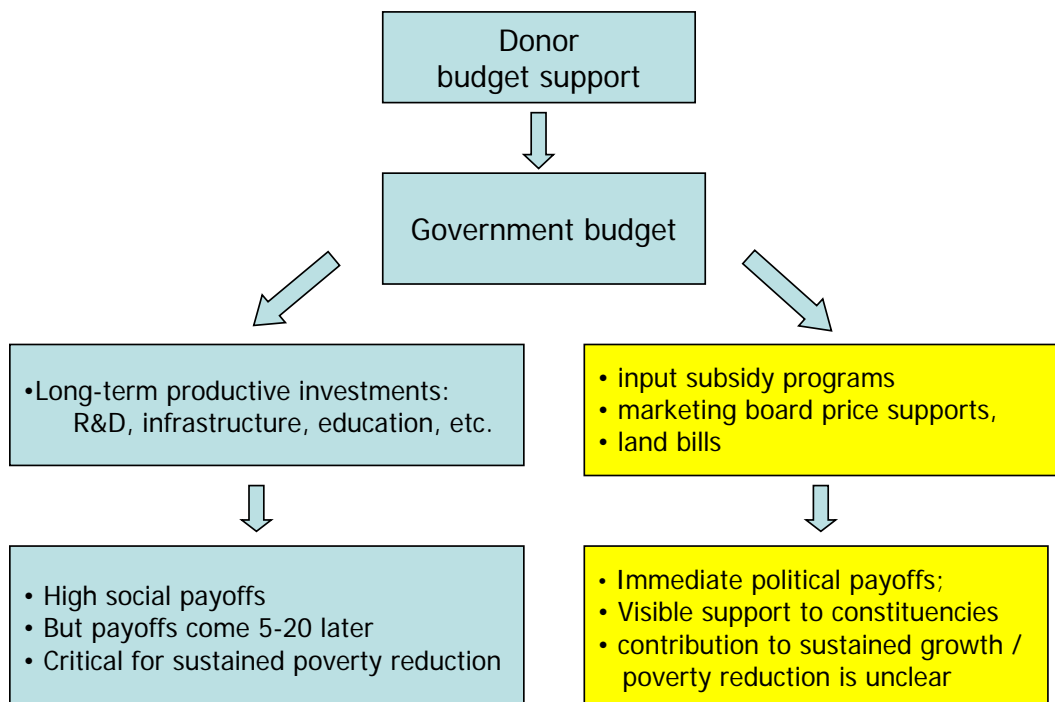 Donor
budget support
Government budget
•Long-term productive investments:
R&D, infrastructure, education, etc.
• input subsidy programs
• marketing board price supports,
• land bills
• High social payoffs
• But payoffs come 5-20 later
• Critical for sustained poverty reduction
• Immediate political payoffs;
• Visible support to constituencies
• contribution to sustained growth /
poverty reduction is unclear